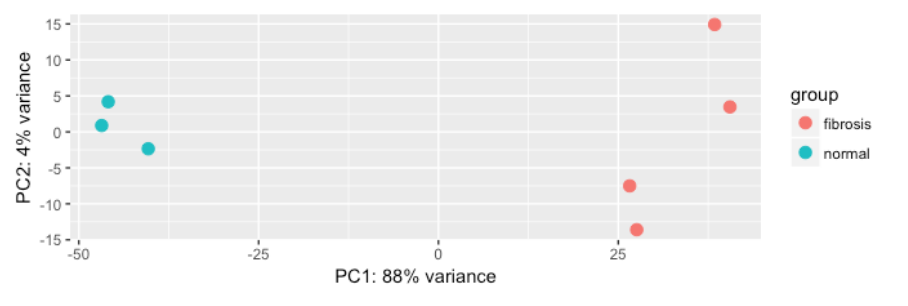 15
10
5
0
-5
-10
-15
PC2: 4% variance
-50
-25
0
25
PC1: 88% variance
group
fibrosis
normal